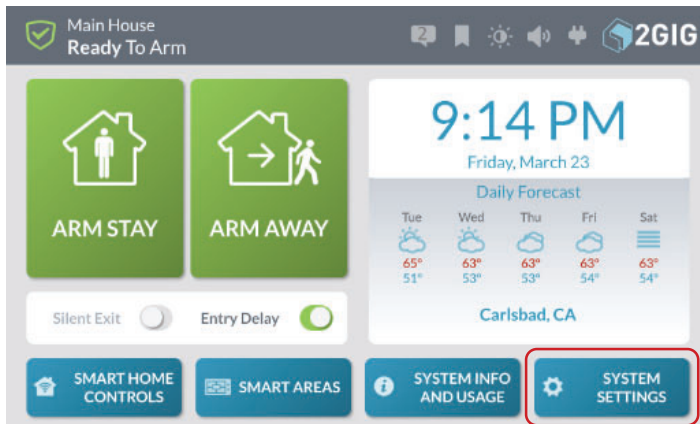 Main House
Ready To Arm
2
2GIG
ARM STAY
ARM AWAY
Silent Exit
Entry Delay
9:14 PM
Friday, March 23
Daily Forecast
Tue Wed Thu Fri Sat
65° 63° 63° 63° 63°
51° 53° 53° 54° 54°
Carlsbad, CA
SMART HOME
CONTROLS
SMART AREAS
SYSTEM INFO
AND USAGE
SYSTEM
SETTINGS